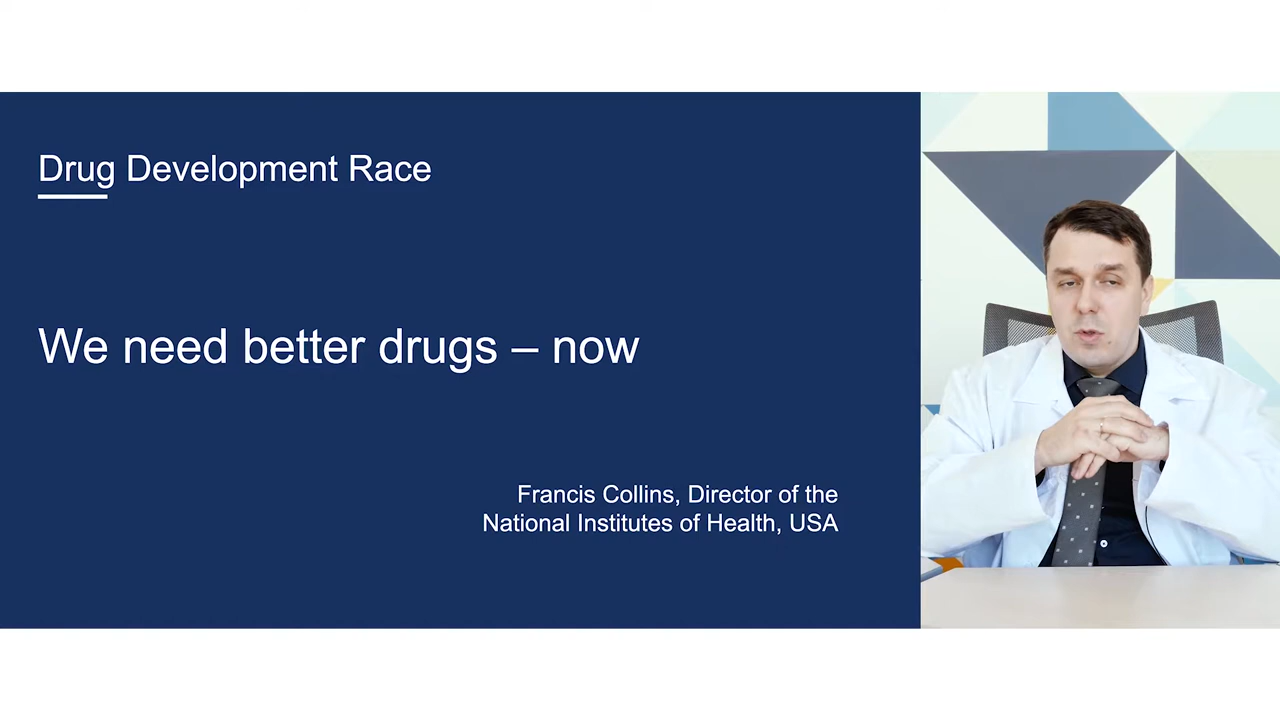 Drug Development Race
We need better drugs – now
Francis Collins, Director of the
National Institutes of Health, USA